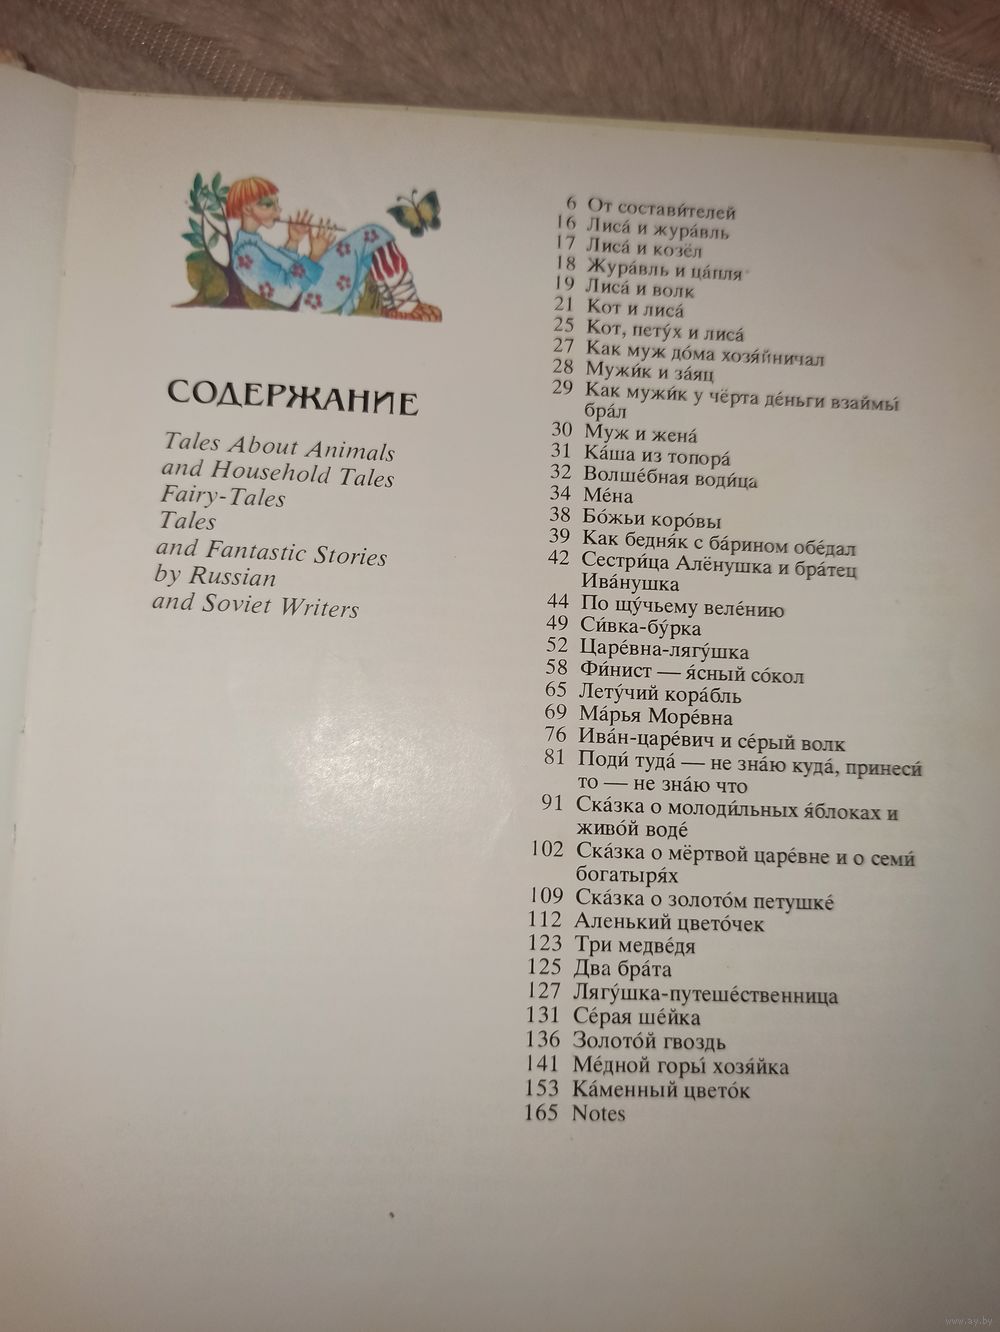 СОДЕРЖАНИЕ
Tales About Animals
and Household Tales
Fairy-Tales
Tales
and Fantastic Stories
by Russian
and Soviet Writers
6 От состави́телей
16 Лиса́ и жура́вль
17 Лиса́ и козёл
18 Жура́вль и ца́пля
19 Лиса́ и волк
21 Кот и лиса́
25 Кот, пету́х и лиса́
27 Как муж до́ма хозя́йничал
28 Мужи́к и за́яц
29 Как мужи́к у чёрта де́ньги взаймы́
бра́л
30 Муж и жена́
31 Ка́ша из топора́
32 Волше́бная води́ца
34 Ме́на
38 Бо́жьи коро́вы
39 Как бедня́к с ба́рином обе́дал
42 Сестри́ца Алёнушка и бра́тец
Ива́нушка
44 По щу́чьему веле́нию
49 Си́вка-бу́рка
52 Царе́вна-лягу́шка
58 Фи́нист — я́сный со́кол
65 Лету́чий кора́бль
69 Ма́рья Море́вна
76 Ива́н-царе́вич и се́рый волк
81 Поди́ туда́ — не зна́ю куда́, принеси́
то — не зна́ю что
91 Ска́зка о молоди́льных я́блоках и
живо́й воде́
102 Ска́зка о мёртвой царе́вне и о семи́
богатыря́х
109 Ска́зка о золото́м петушке́
112 Аленький цвето́чек
123 Три медве́дя
125 Два бра́та
127 Лягу́шка-путеше́ственница
131 Се́рая ше́йка
136 Золото́й гвоздь
141 Ме́дной горы́ хозя́йка
153 Ка́менный цвето́к
165 Notes
www.ay.by